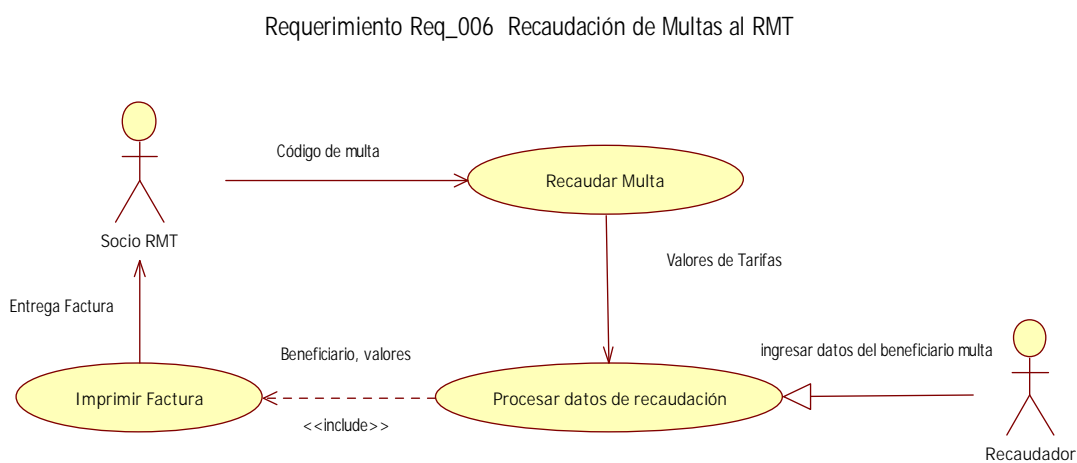 Requerimiento Req_006 Recaudación de Multas al RMT
Código de multa
Recaudar Multa
Socio RMT
Valores de Tarifas
Entrega Factura
Beneficiario, valores
ingresar datos del beneficiario multa
Imprimir Factura
Procesar datos de recaudación
<<include>>
Recaudador